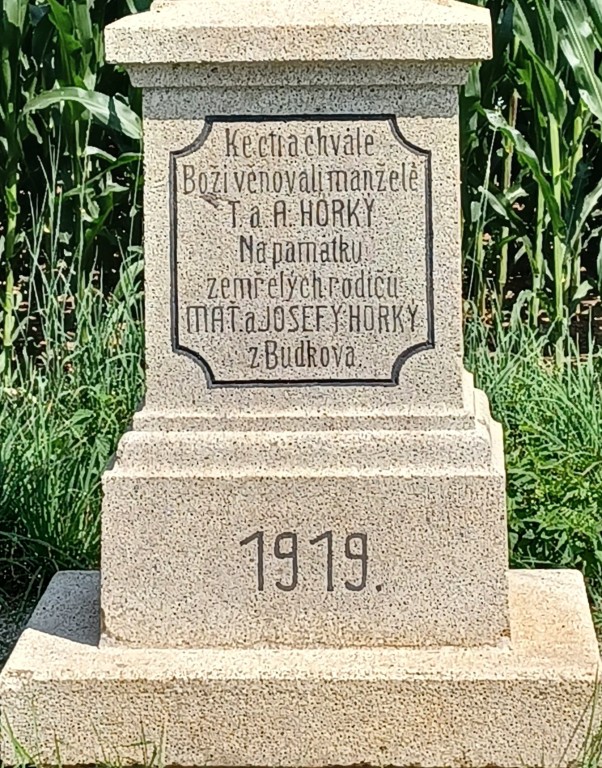 Ke cti a chvále
Boží věnovali manželé
T. a A. HORKÝ
Na památku
zemřelých rodičů
MAT. a JOSEFY HORKÝ
z Budkova.
1919.